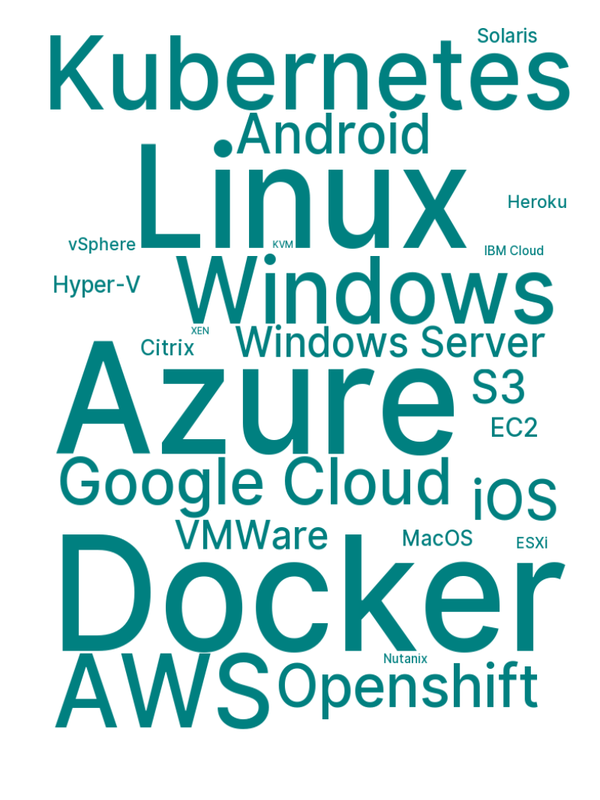 Solaris
Kubernetes
Android
Linux
Heroku
vSphere
KVM
IBM Cloud
Hyper-V
Windows
XEN
Citrix
Windows Server
Azure
S3
EC2
Google Cloud
iOS
VMWare
MacOS
ESXi
Docker
Nutanix
AWS
Openshift